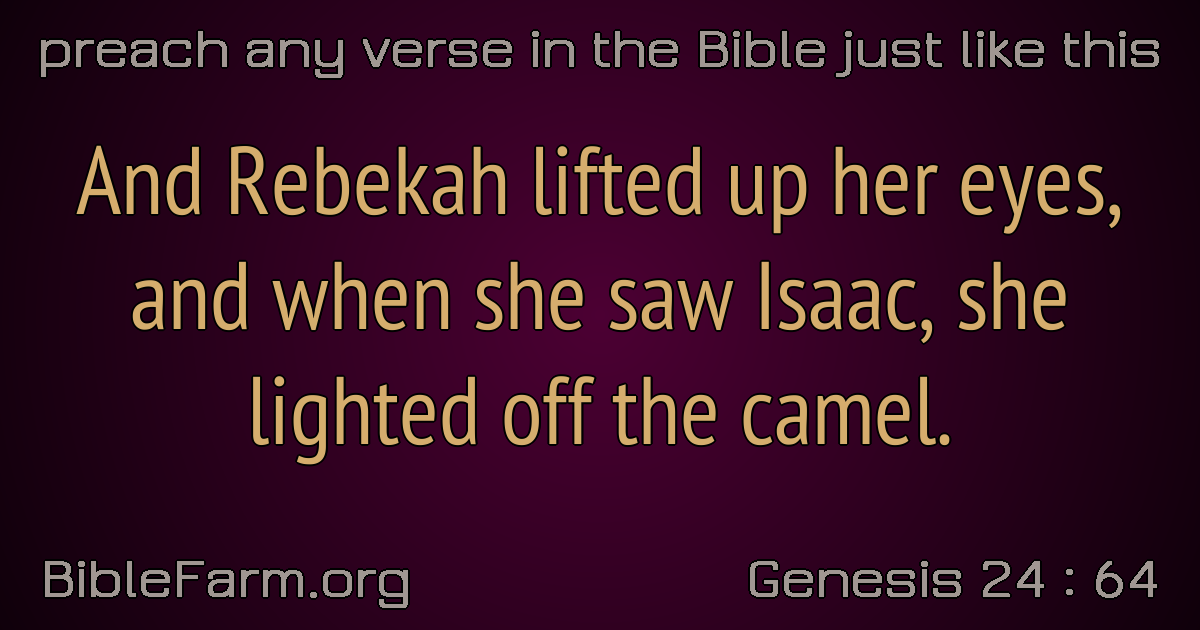 preach any verse in the Bible just like this
And Rebekah lifted up her eyes,
and when she saw Isaac, she
lighted off the camel.
BibleFarm.org
Genesis 24 : 64